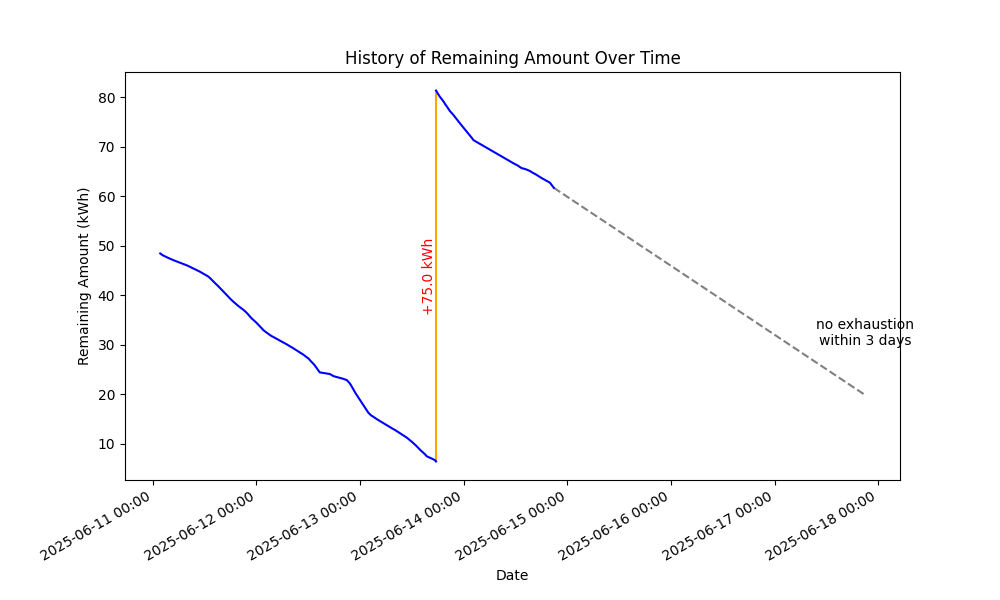 History of Remaining Amount Over Time
Remaining Amount (kWh)
80
70
60
50
40
30
20
10
+75.0 kWh
no exhaustion
within 3 days
2025-06-11 00:00
2025-06-12 00:00
2025-06-13 00:00
2025-06-14 00:00
2025-06-15 00:00
2025-06-16 00:00
2025-06-17 00:00
2025-06-18 00:00
Date